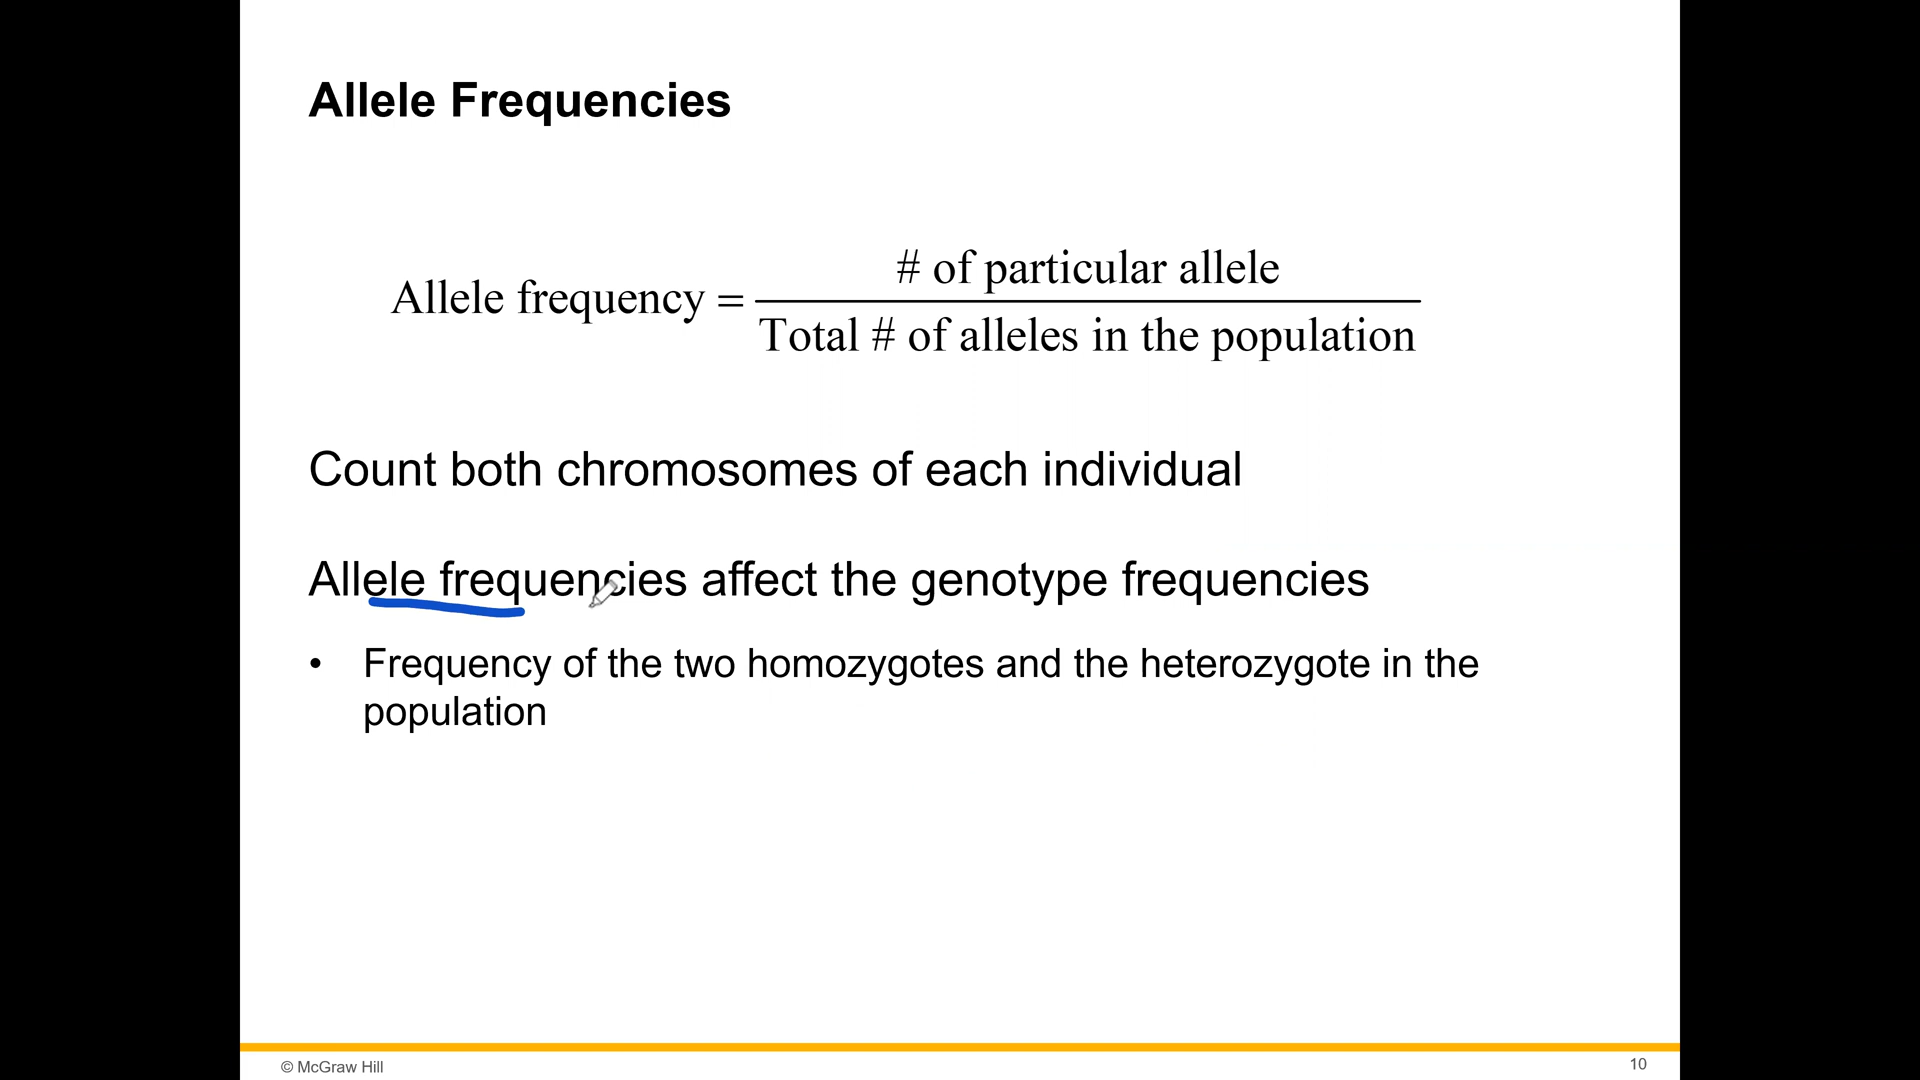 Allele Frequencies
Allele frequency = # of particular allele / Total # of alleles in the population
Count both chromosomes of each individual
Allele frequencies affect the genotype frequencies
• Frequency of the two homozygotes and the heterozygote in the
population
© McGraw Hill
10